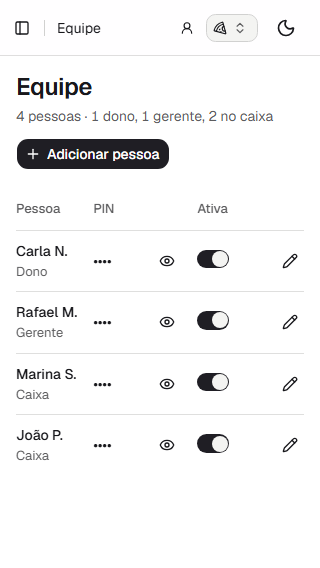 Equipe
Equipe
4 pessoas · 1 dono, 1 gerente, 2 no caixa
Adicionar pessoa
Pessoa PIN Ativa
Carla N.
Dono
••••
Rafael M.
Gerente
••••
Marina S.
Caixa
••••
João P.
Caixa
••••